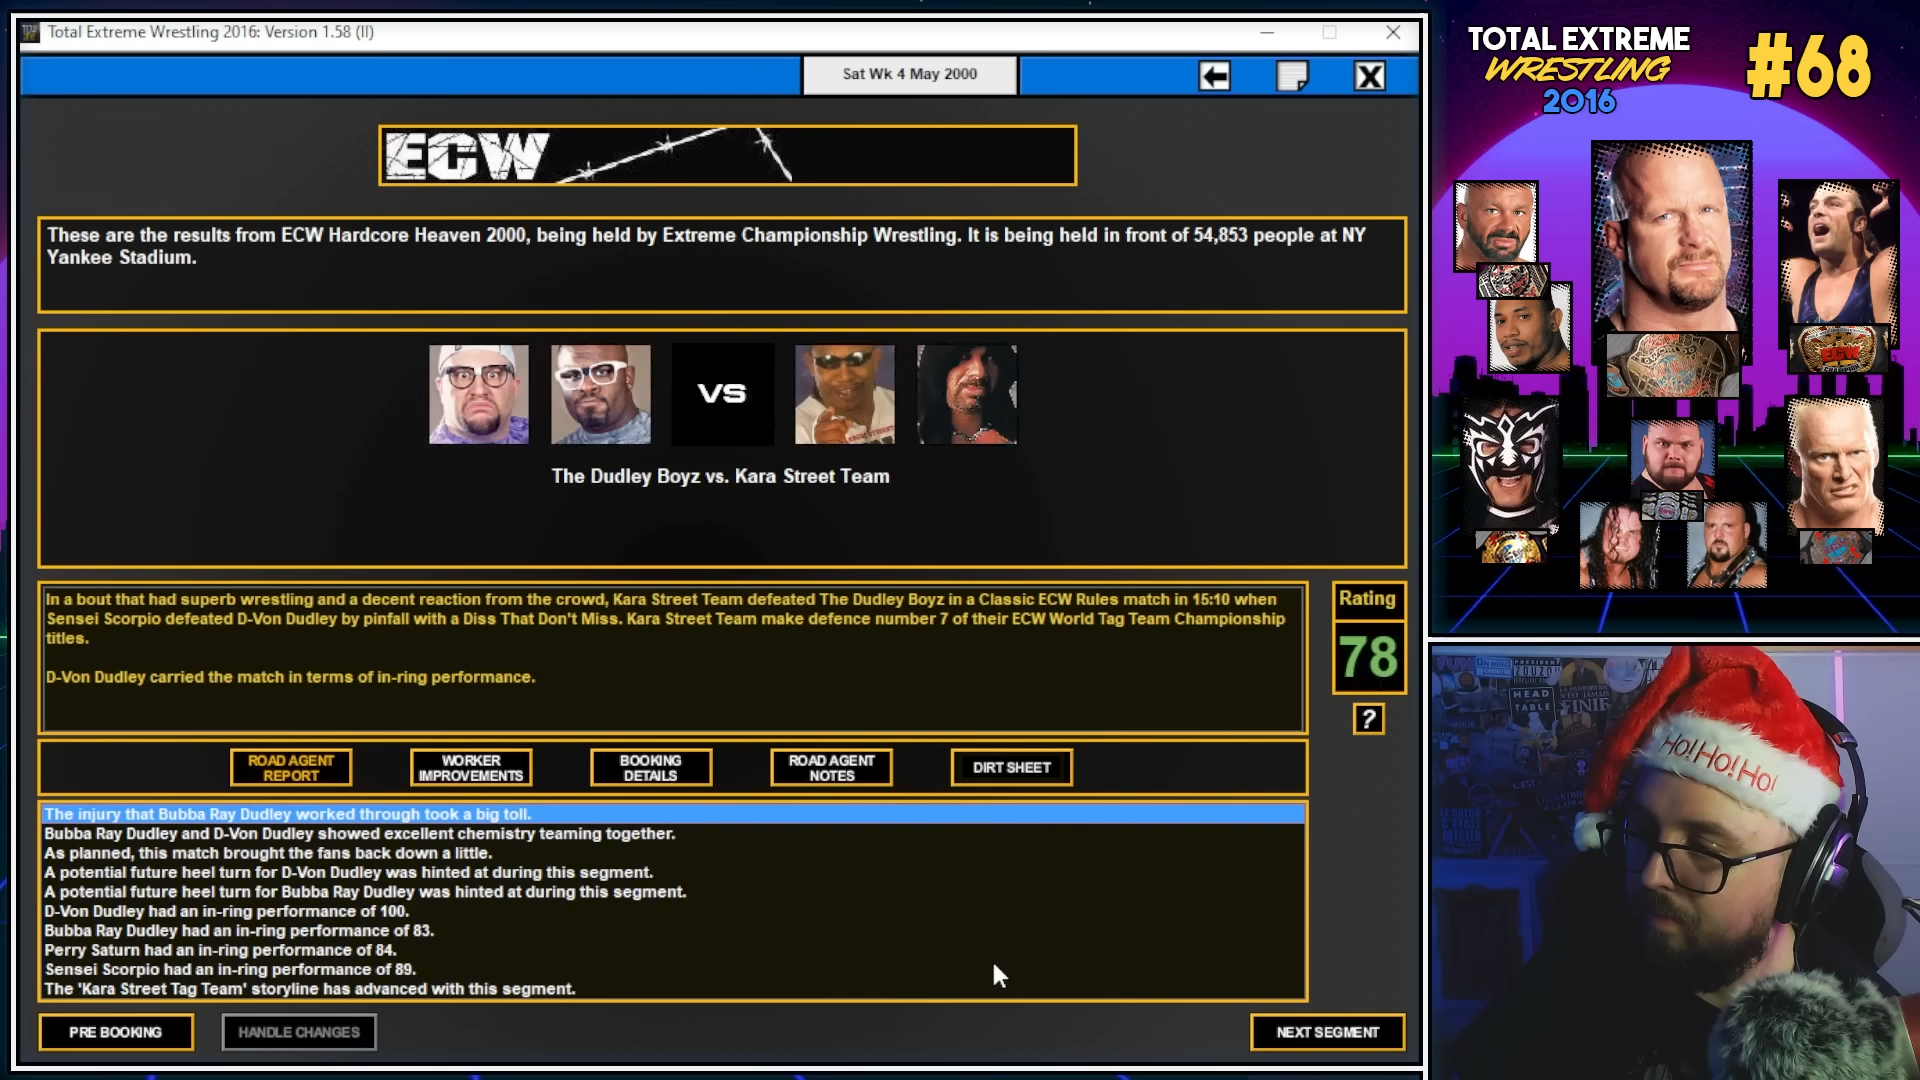 Total Extreme Wrestling 2016: Version 1.58 (II)
Sat Wk 4 May 2000
X
ECW
These are the results from ECW Hardcore Heaven 2000, being held by Extreme Championship Wrestling. It is being held in front of 54,853 people at NY
Yankee Stadium.
VS
The Dudley Boyz vs. Kara Street Team
In a bout that had superb wrestling and a decent reaction from the crowd, Kara Street Team defeated The Dudley Boyz in a Classic ECW Rules match in 15:10 when
Sensei Scorpio defeated D-Von Dudley by pinfall with a Diss That Don't Miss. Kara Street Team make defence number 7 of their ECW World Tag Team Championship
titles.
D-Von Dudley carried the match in terms of in-ring performance.
Rating
78
?
ROAD AGENT
REPORT
WORKER
IMPROVEMENTS
BOOKING
DETAILS
ROAD AGENT
NOTES
DIRT SHEET
The injury that Bubba Ray Dudley worked through took a big toll.
Bubba Ray Dudley and D-Von Dudley showed excellent chemistry teaming together.
As planned, this match brought the fans back down a little.
A potential future heel turn for D-Von Dudley was hinted at during this segment.
A potential future heel turn for Bubba Ray Dudley was hinted at during this segment.
D-Von Dudley had an in-ring performance of 100.
Bubba Ray Dudley had an in-ring performance of 83.
Perry Saturn had an in-ring performance of 84.
Sensei Scorpio had an in-ring performance of 89.
The 'Kara Street Tag Team' storyline has advanced with this segment.
PRE BOOKING
HANDLE CHANGES
NEXT SEGMENT
TOTAL EXTREME
WRESTLING
2016
#68
HEAD
OF THE
TABLE
Ho! Ho! Ho!